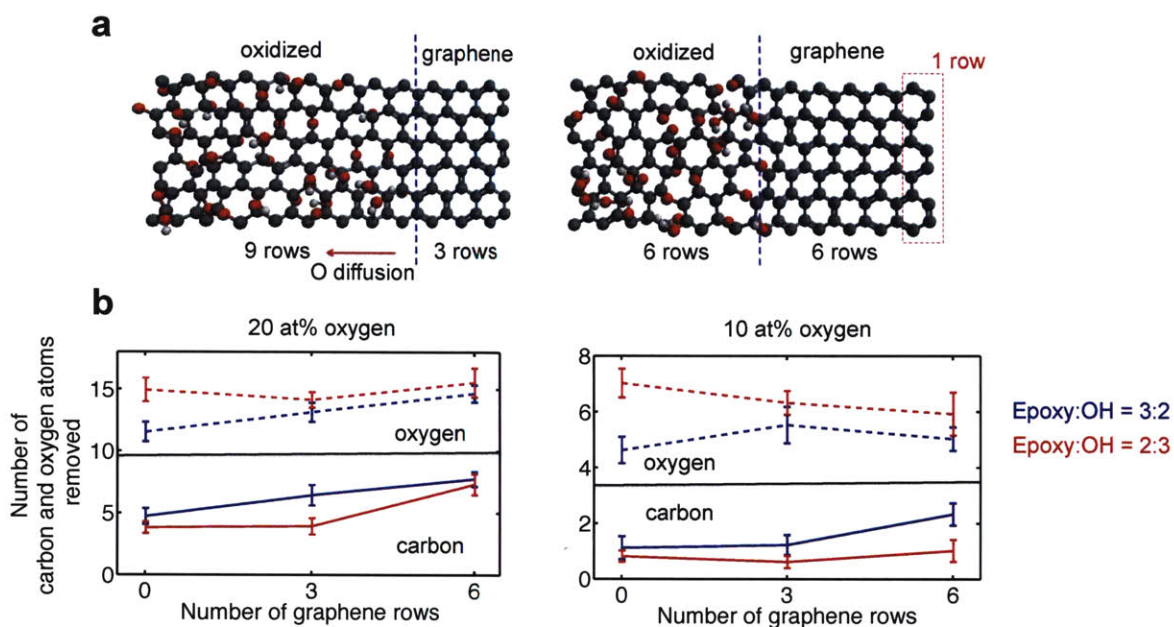 a
oxidized
graphene
oxidized
graphene
1 row
9 rows
O diffusion
3 rows
6 rows
6 rows
b
20 at% oxygen
10 at% oxygen
Number of
carbon and oxygen atoms
removed
15
10
5
0
oxygen
carbon
0
3
6
Number of graphene rows
8
6
4
2
0
oxygen
carbon
0
3
6
Number of graphene rows
Epoxy:OH = 3:2
Epoxy:OH = 2:3